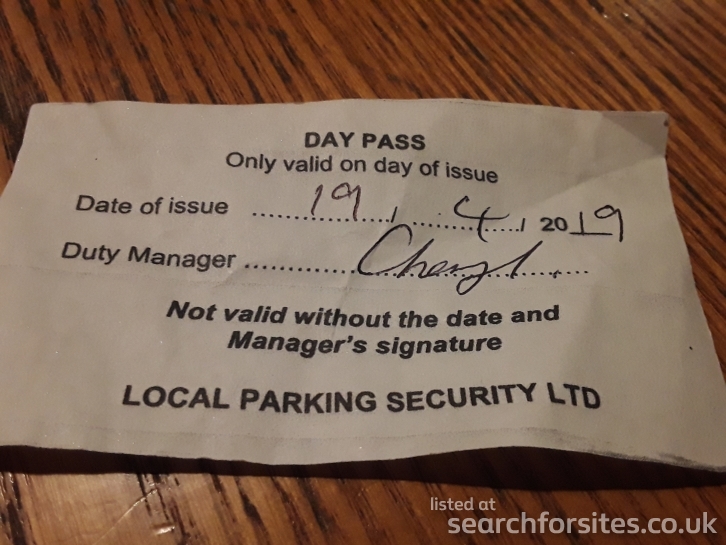 DAY PASS
Only valid on day of issue
Date of issue ........19..../.......4....../ 2019
Duty Manager ............Cheryl..........
Not valid without the date and
Manager's signature
LOCAL PARKING SECURITY LTD
listed at
searchforsites.co.uk